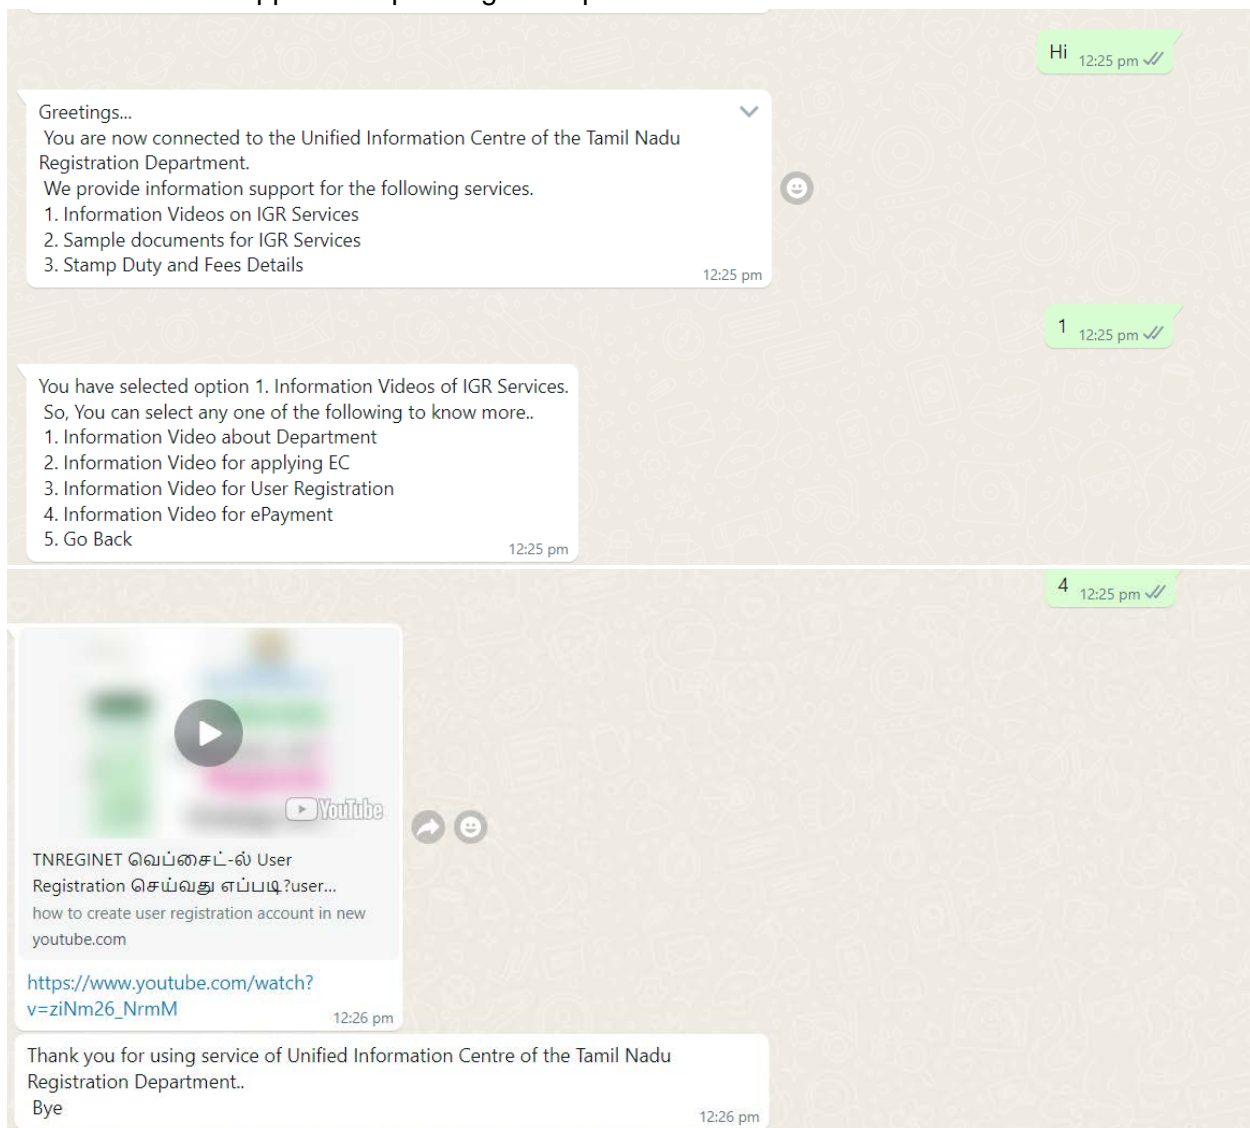 Hi
12:25 pm
Greetings...
You are now connected to the Unified Information Centre of the Tamil Nadu
Registration Department.
We provide information support for the following services.
1. Information Videos on IGR Services
2. Sample documents for IGR Services
3. Stamp Duty and Fees Details
12:25 pm
1
12:25 pm
You have selected option 1. Information Videos of IGR Services.
So, You can select any one of the following to know more..
1. Information Video about Department
2. Information Video for applying EC
3. Information Video for User Registration
4. Information Video for ePayment
5. Go Back
12:25 pm
4
12:25 pm
YouTube
TNREGINET வெப்சைட்-ல் User
Registration செய்வது எப்படி?user...
how to create user registration account in new
youtube.com
https://www.youtube.com/watch?
v=ziNm26_NrmM
12:26 pm
Thank you for using service of Unified Information Centre of the Tamil Nadu
Registration Department..
Bye
12:26 pm